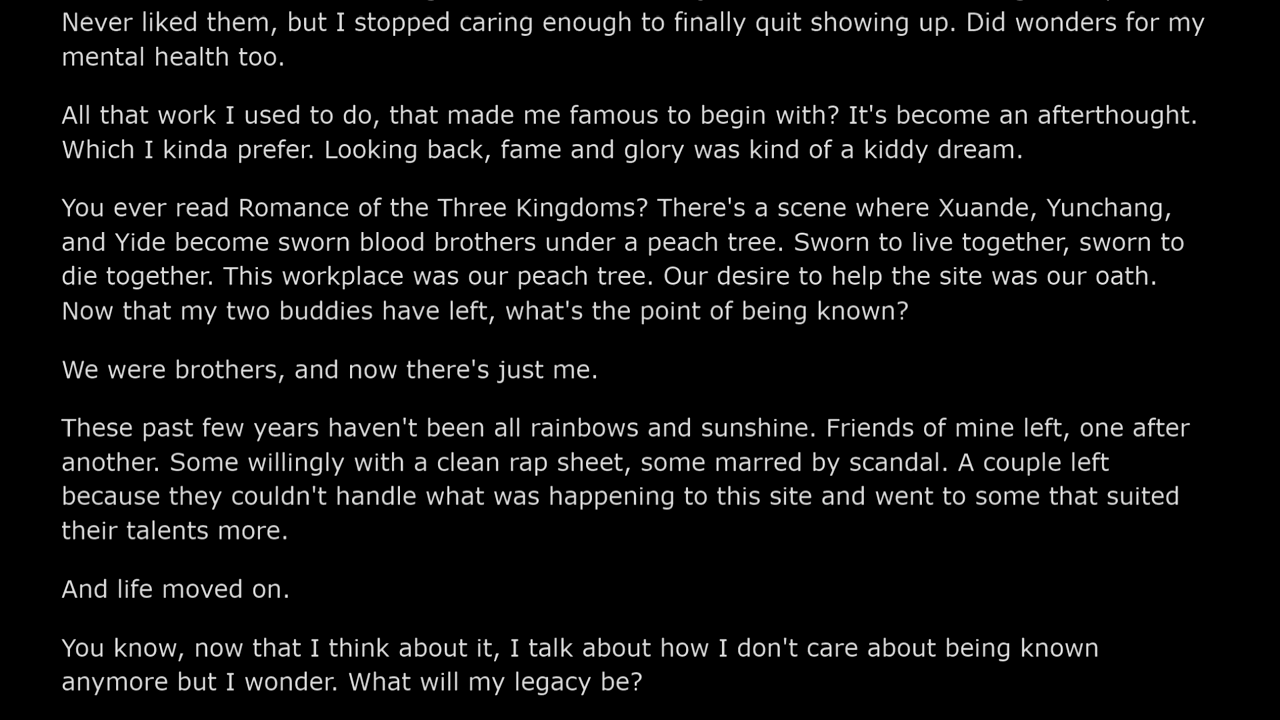 Never liked them, but I stopped caring enough to finally quit showing up. Did wonders for my
mental health too.
All that work I used to do, that made me famous to begin with? It's become an afterthought.
Which I kinda prefer. Looking back, fame and glory was kind of a kiddy dream.
You ever read Romance of the Three Kingdoms? There's a scene where Xuande, Yunchang,
and Yide become sworn blood brothers under a peach tree. Sworn to live together, sworn to
die together. This workplace was our peach tree. Our desire to help the site was our oath.
Now that my two buddies have left, what's the point of being known?
We were brothers, and now there's just me.
These past few years haven't been all rainbows and sunshine. Friends of mine left, one after
another. Some willingly with a clean rap sheet, some marred by scandal. A couple left
because they couldn't handle what was happening to this site and went to some that suited
their talents more.
And life moved on.
You know, now that I think about it, I talk about how I don't care about being known
anymore but I wonder. What will my legacy be?